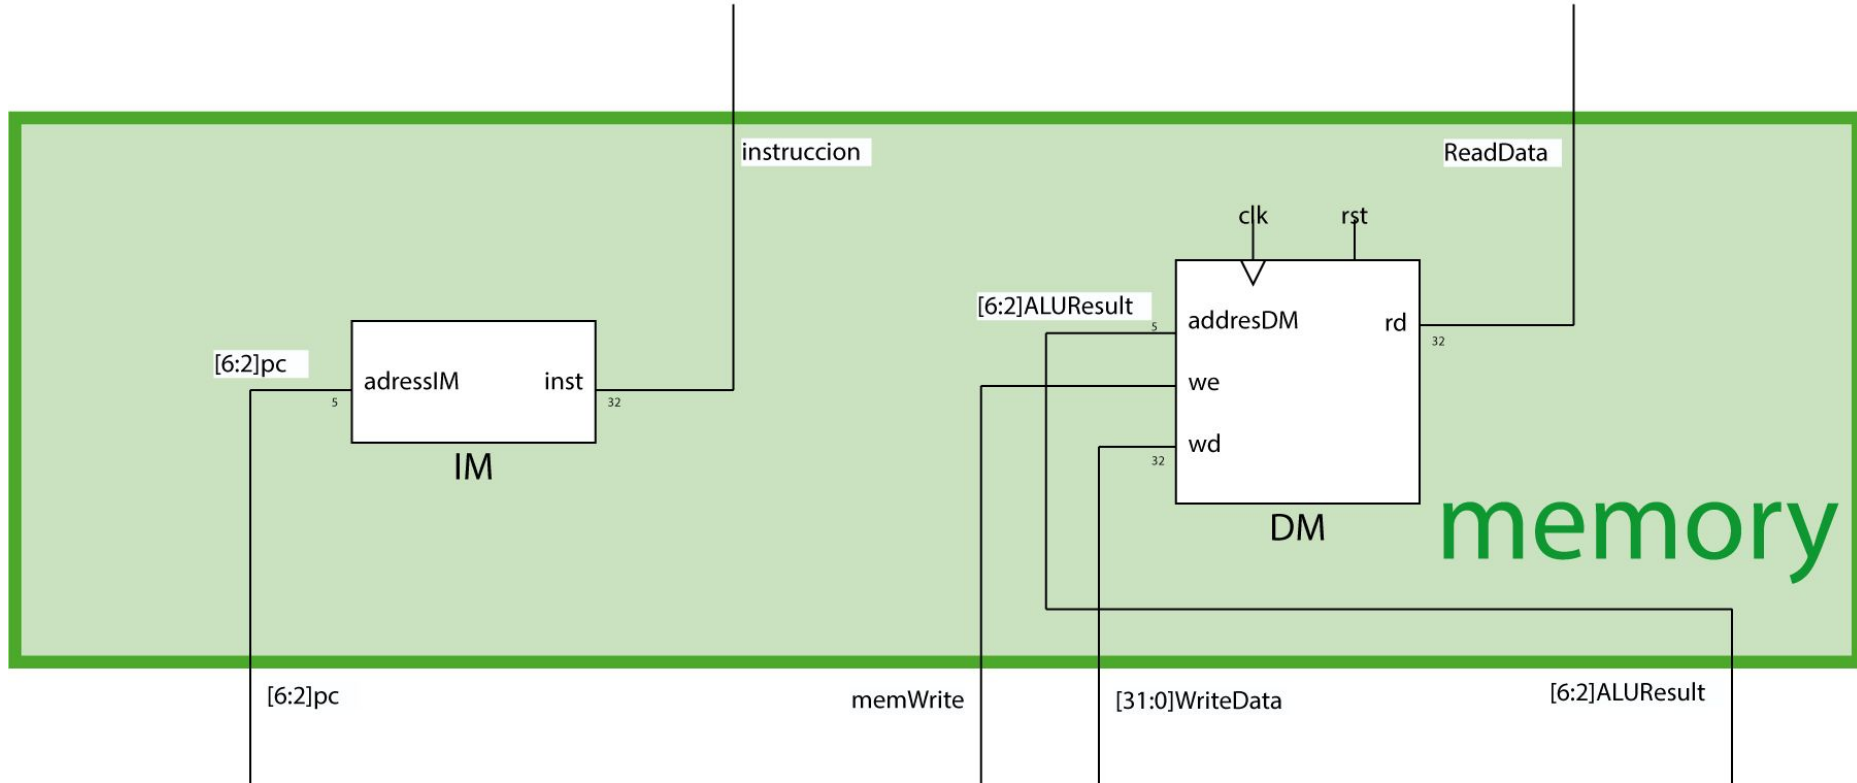 instruccion
ReadData
clk
rst
[6:2]ALUResult
5
addresDM
rd
32
[6:2]pc
adressIM
inst
5
32
we
wd
32
IM
DM
memory
[6:2]pc
memWrite
[31:0]WriteData
[6:2]ALUResult